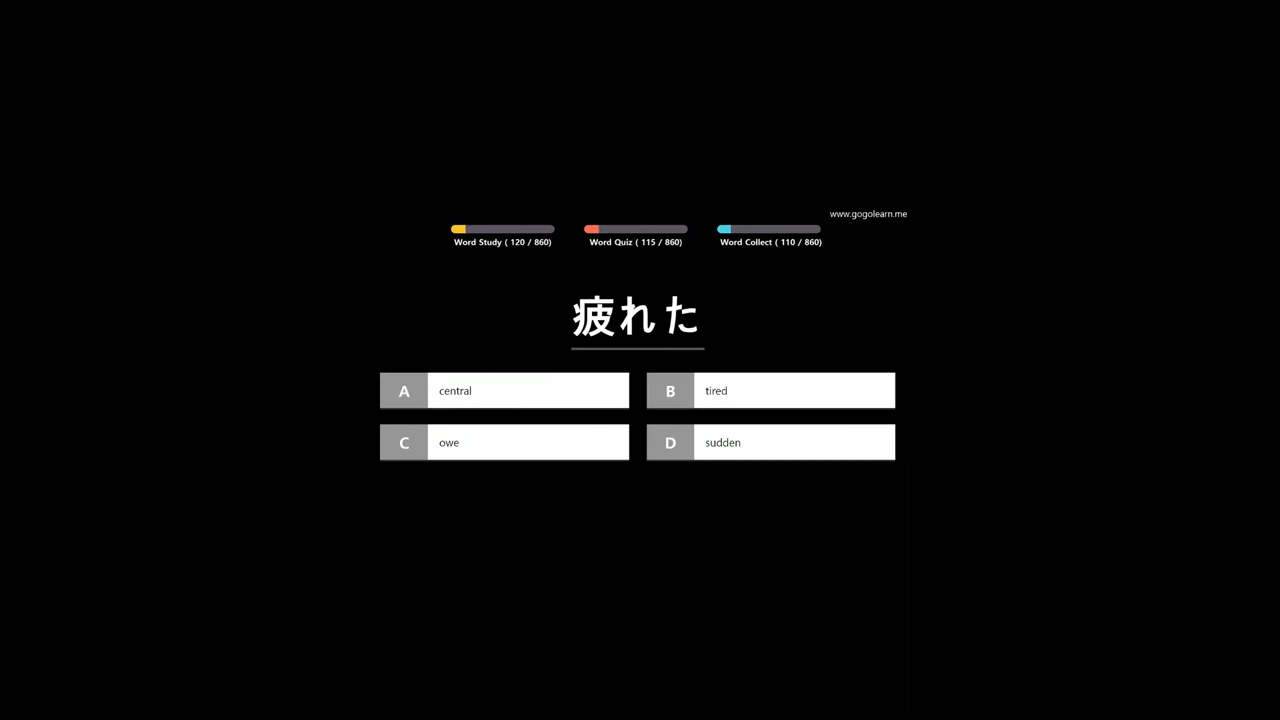 www.gogolearn.me
Word Study ( 120 / 860)
Word Quiz ( 115 / 860)
Word Collect ( 110 / 860)
疲れた
A central
B tired
C owe
D sudden